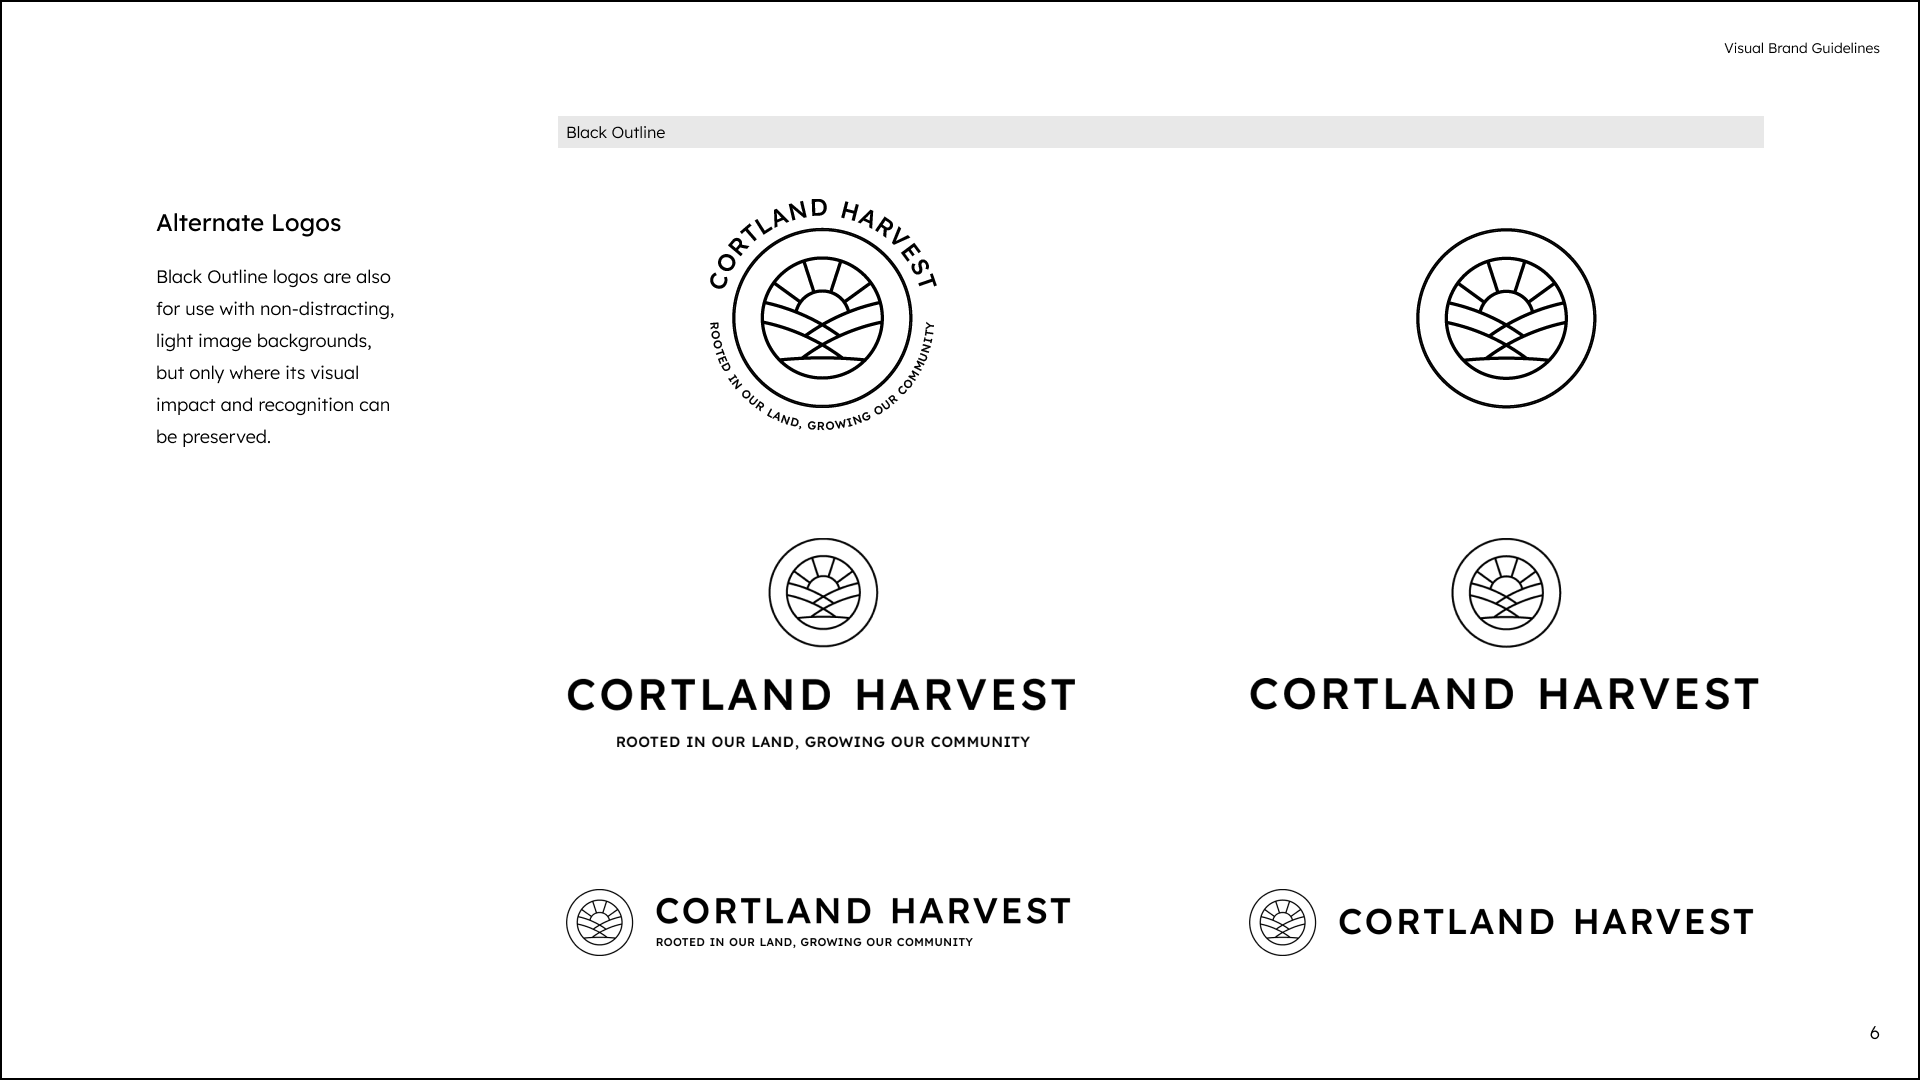 Visual Brand Guidelines
Black Outline
Alternate Logos
Black Outline logos are also
for use with non-distracting,
light image backgrounds,
but only where its visual
impact and recognition can
be preserved.
CORTLAND HARVEST
ROOTED IN OUR LAND, GROWING OUR COMMUNITY
CORTLAND HARVEST
ROOTED IN OUR LAND, GROWING OUR COMMUNITY
CORTLAND HARVEST
CORTLAND HARVEST
ROOTED IN OUR LAND, GROWING OUR COMMUNITY
CORTLAND HARVEST
6